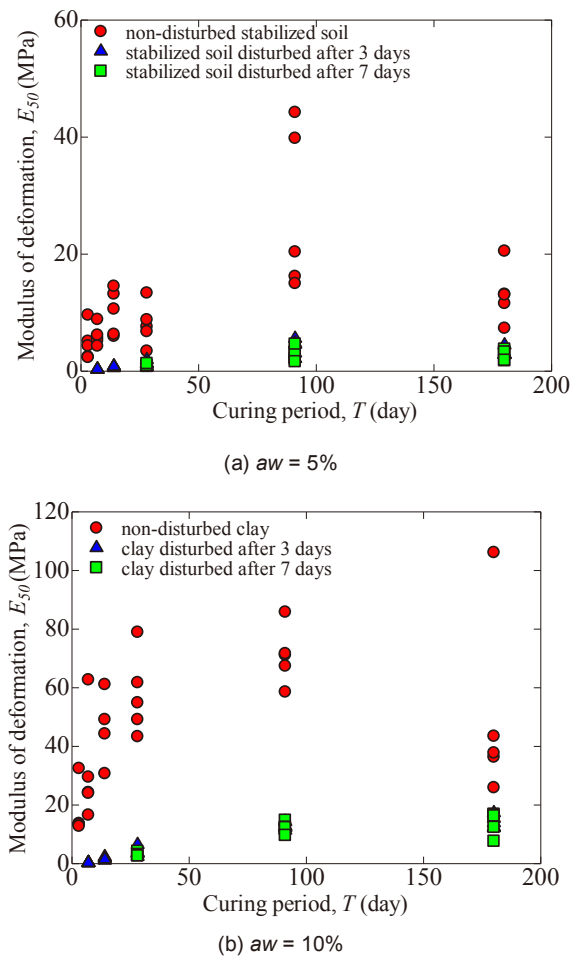 60
non-disturbed stabilized soil
stabilized soil disturbed after 3 days
stabilized soil disturbed after 7 days
40
20
0
Modulus of deformation, E50 (MPa)
0 50 100 150 200
Curing period, T (day)
(a) aw = 5%
120
non-disturbed clay
clay disturbed after 3 days
clay disturbed after 7 days
100
80
60
40
20
0
Modulus of deformation, E50 (MPa)
0 50 100 150 200
Curing period, T (day)
(b) aw = 10%